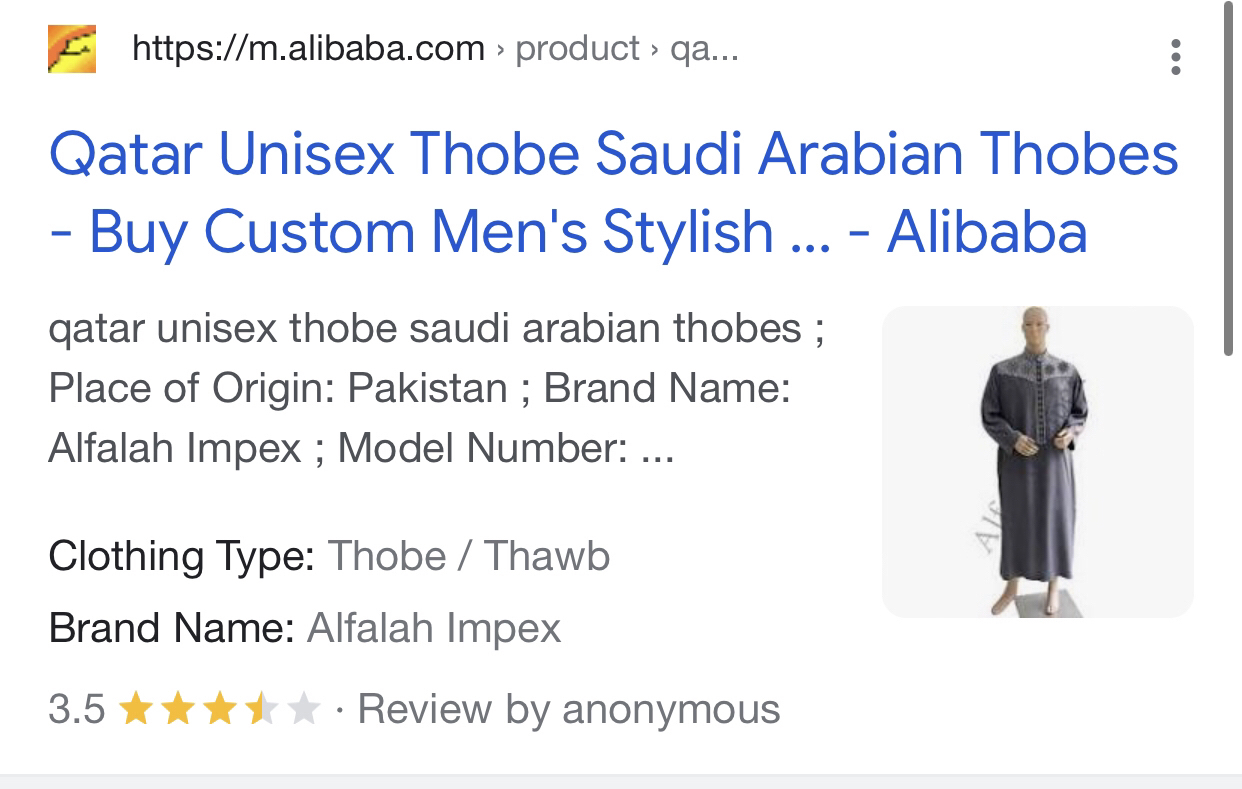 https://m.alibaba.com › product › qa...
Qatar Unisex Thobe Saudi Arabian Thobes
- Buy Custom Men's Stylish ... - Alibaba
qatar unisex thobe saudi arabian thobes ;
Place of Origin: Pakistan ; Brand Name:
Alfalah Impex ; Model Number: ...
Clothing Type: Thobe / Thawb
Brand Name: Alfalah Impex
3.5 ★★★★★ · Review by anonymous
Alf